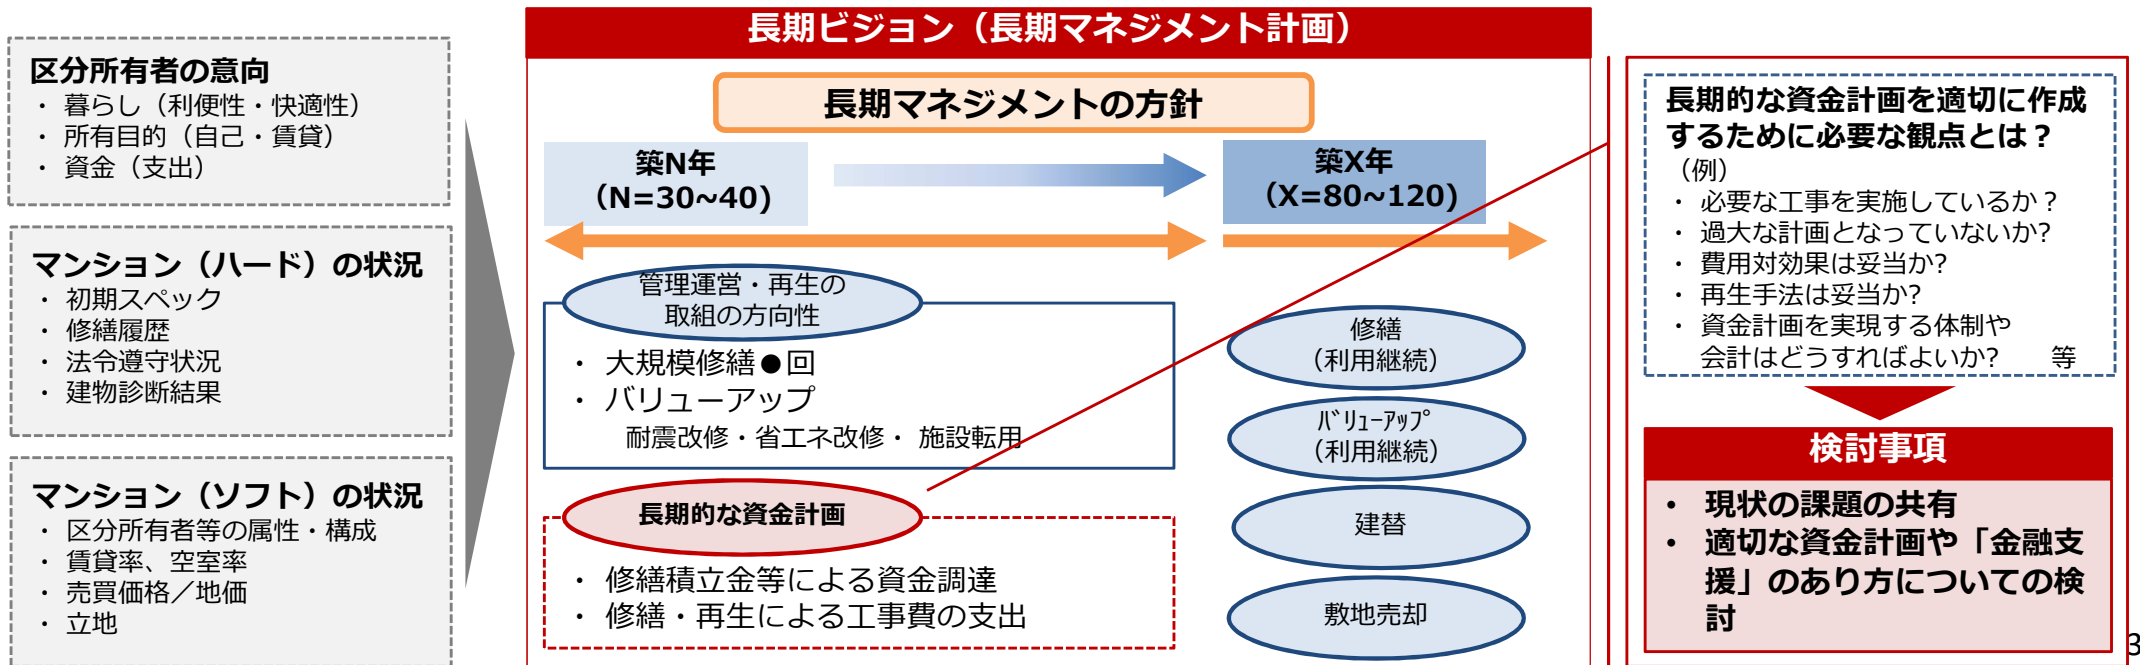 区分所有者の意向
・ 暮らし（利便性・快適性）
・ 所有目的（自己・賃貸）
・ 資金（支出）
マンション（ハード）の状況
・ 初期スペック
・ 修繕履歴
・ 法令遵守状況
・ 建物診断結果
マンション（ソフト）の状況
・ 区分所有者等の属性・構成
・ 賃貸率、空室率
・ 売買価格／地価
・ 立地
長期ビジョン（長期マネジメント計画）
長期マネジメントの方針
築N年
（N=30~40）
築X年
（X=80~120）
管理運営・再生の
取組の方向性
・ 大規模修繕●回
・ バリューアップ
耐震改修・省エネ改修・ 施設転用
長期的な資金計画
・ 修繕積立金等による資金調達
・ 修繕・再生による工事費の支出
修繕
（利用継続）
ﾊﾞﾘｭｰｱｯﾌﾟ
（利用継続）
建替
敷地売却
長期的な資金計画を適切に作成
するために必要な観点とは？
（例）
・ 必要な工事を実施しているか？
・ 過大な計画となっていないか?
・ 費用対効果は妥当か?
・ 再生手法は妥当か?
・ 資金計画を実現する体制や
会計はどうすればよいか?　　等
検討事項
・ 現状の課題の共有
・ 適切な資金計画や「金融支
援」のあり方についての検
討
3